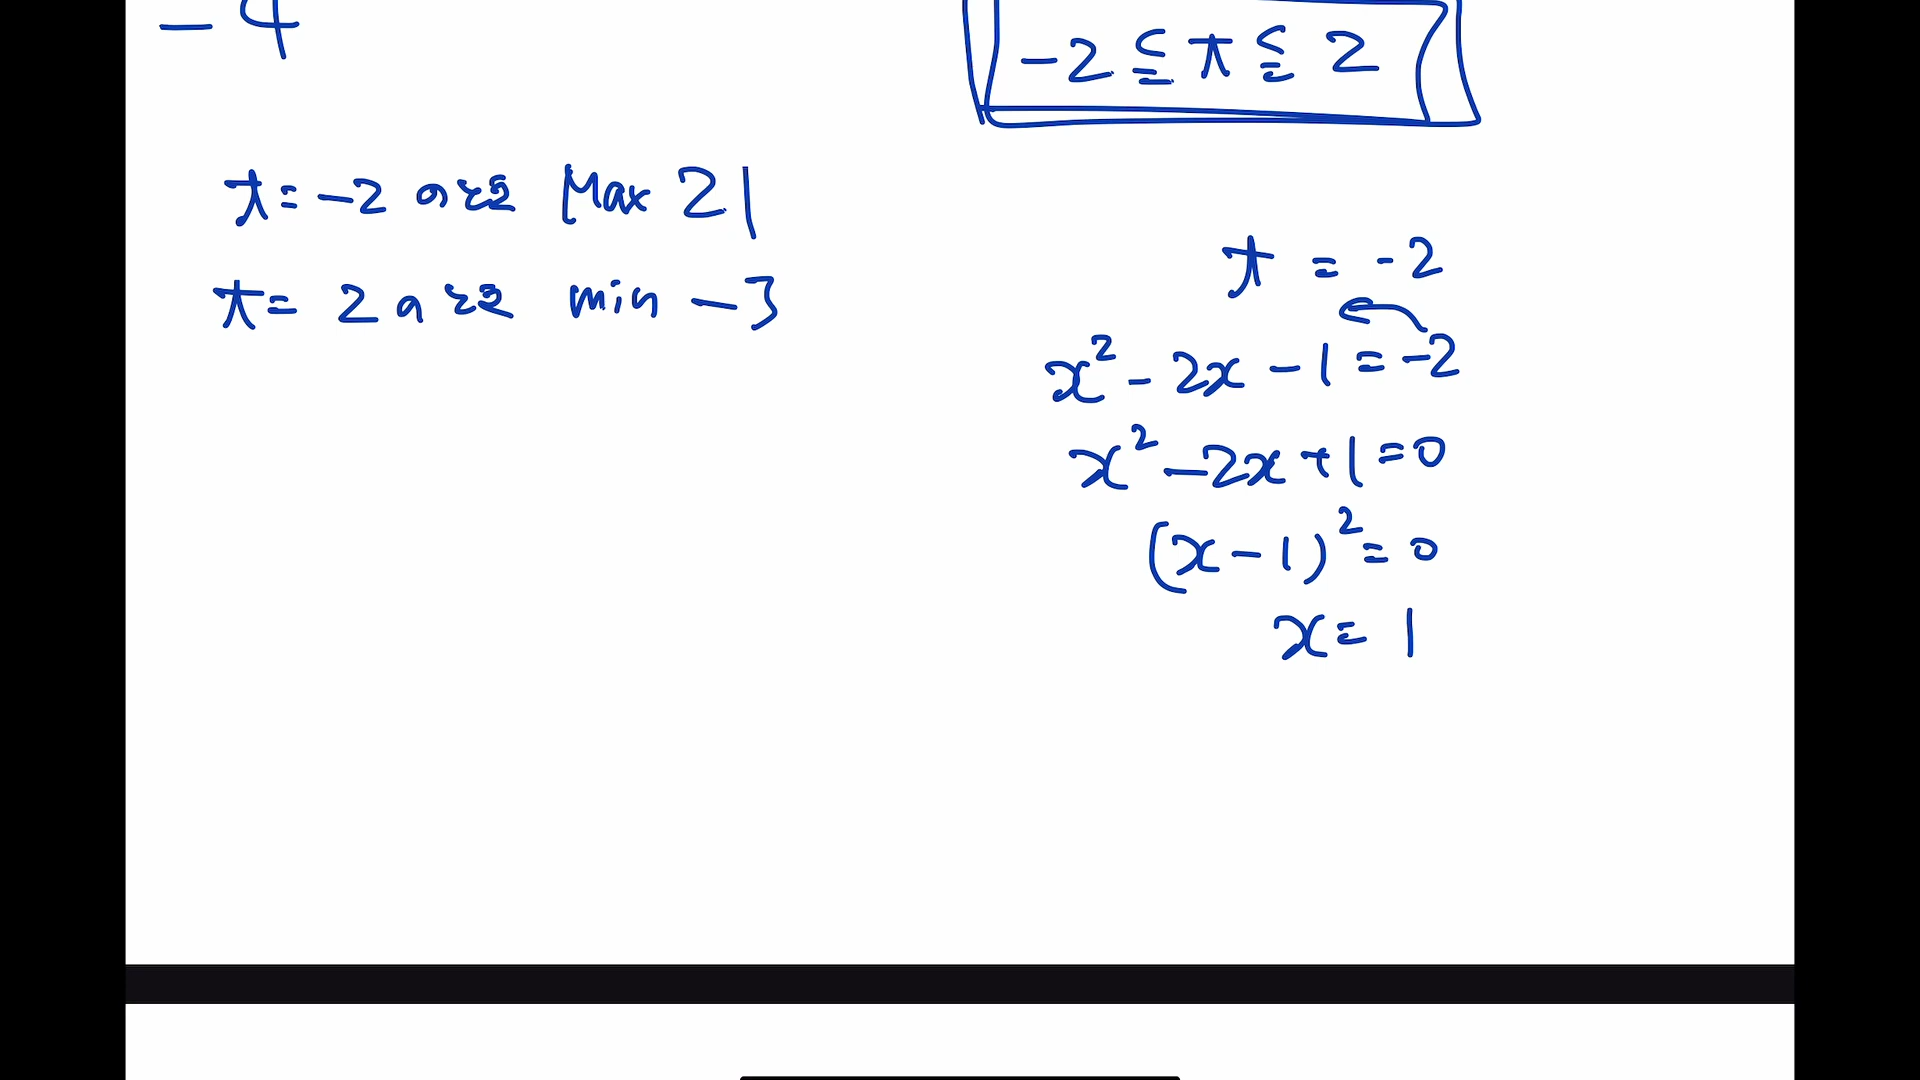 -4
-2 ≦ t ≦ 2
t = -2 のとき Max 21
t = 2 のとき min -3
t = -2
x² - 2x - 1 = -2
x² - 2x + 1 = 0
(x - 1)² = 0
x = 1